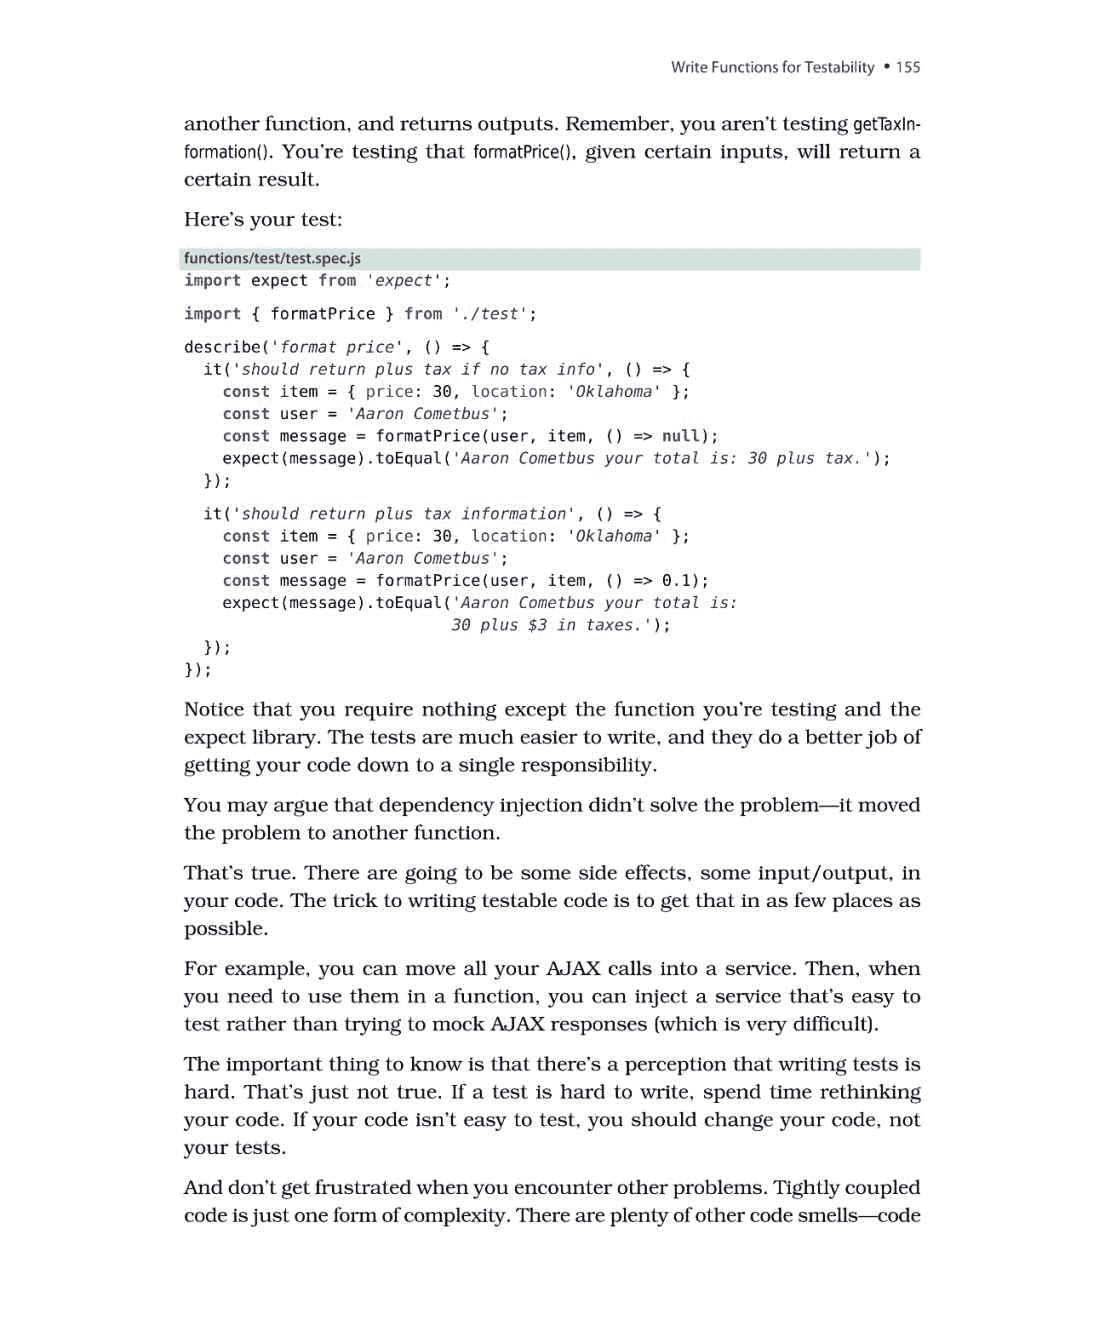 Write Functions for Testability • 155
another function, and returns outputs. Remember, you aren't testing getTaxIn-
formation(). You're testing that formatPrice(), given certain inputs, will return a
certain result.
Here's your test:
functions/test/test.spec.js
import expect from 'expect';
import { formatPrice } from './test';
describe('format price', () => {
  it('should return plus tax if no tax info', () => {
    const item = { price: 30, location: 'Oklahoma' };
    const user = 'Aaron Cometbus';
    const message = formatPrice(user, item, () => null);
    expect(message).toEqual('Aaron Cometbus your total is: 30 plus tax.');
  });
  it('should return plus tax information', () => {
    const item = { price: 30, location: 'Oklahoma' };
    const user = 'Aaron Cometbus';
    const message = formatPrice(user, item, () => 0.1);
    expect(message).toEqual('Aaron Cometbus your total is:
                            30 plus $3 in taxes.');
  });
});
Notice that you require nothing except the function you're testing and the
expect library. The tests are much easier to write, and they do a better job of
getting your code down to a single responsibility.
You may argue that dependency injection didn't solve the problem—it moved
the problem to another function.
That's true. There are going to be some side effects, some input/output, in
your code. The trick to writing testable code is to get that in as few places as
possible.
For example, you can move all your AJAX calls into a service. Then, when
you need to use them in a function, you can inject a service that's easy to
test rather than trying to mock AJAX responses (which is very difficult).
The important thing to know is that there's a perception that writing tests is
hard. That's just not true. If a test is hard to write, spend time rethinking
your code. If your code isn't easy to test, you should change your code, not
your tests.
And don't get frustrated when you encounter other problems. Tightly coupled
code is just one form of complexity. There are plenty of other code smells—code